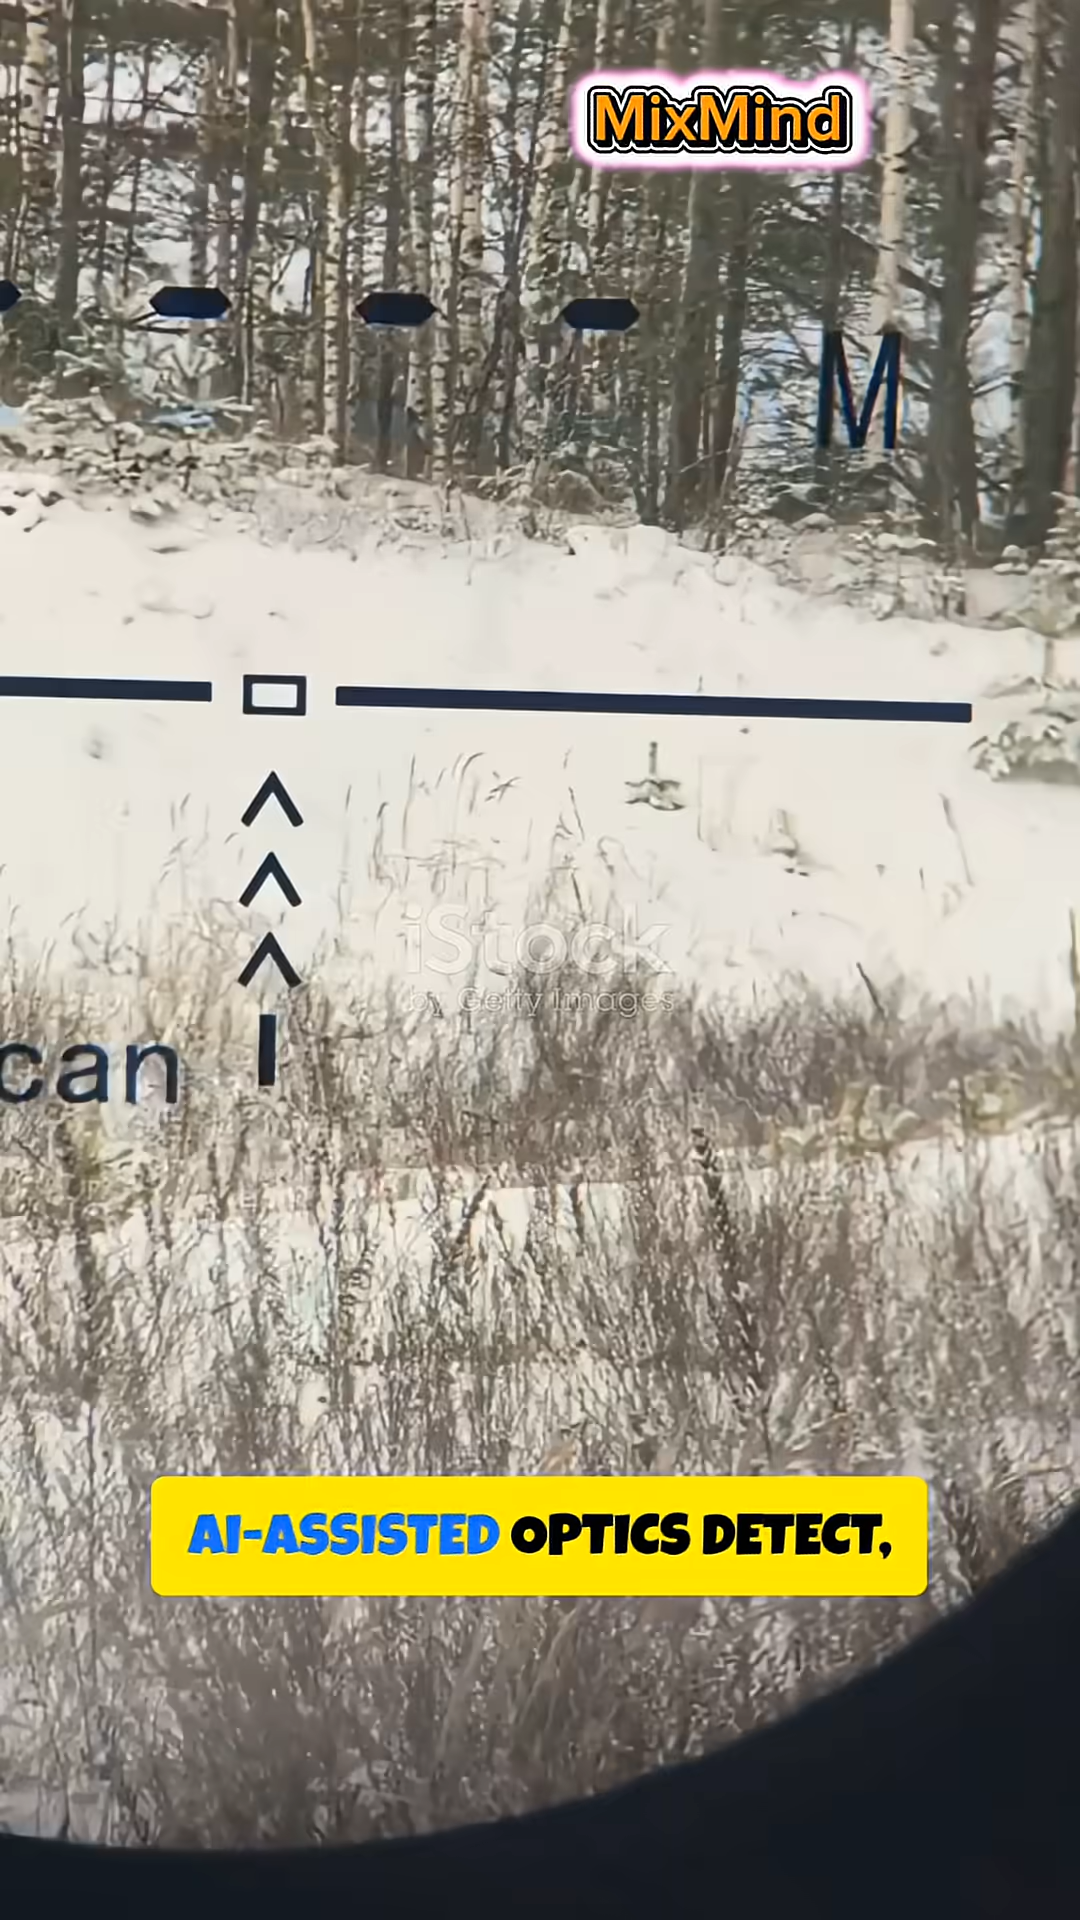 MixMind
M
iStock
by Getty Images
can
AI-ASSISTED OPTICS DETECT,